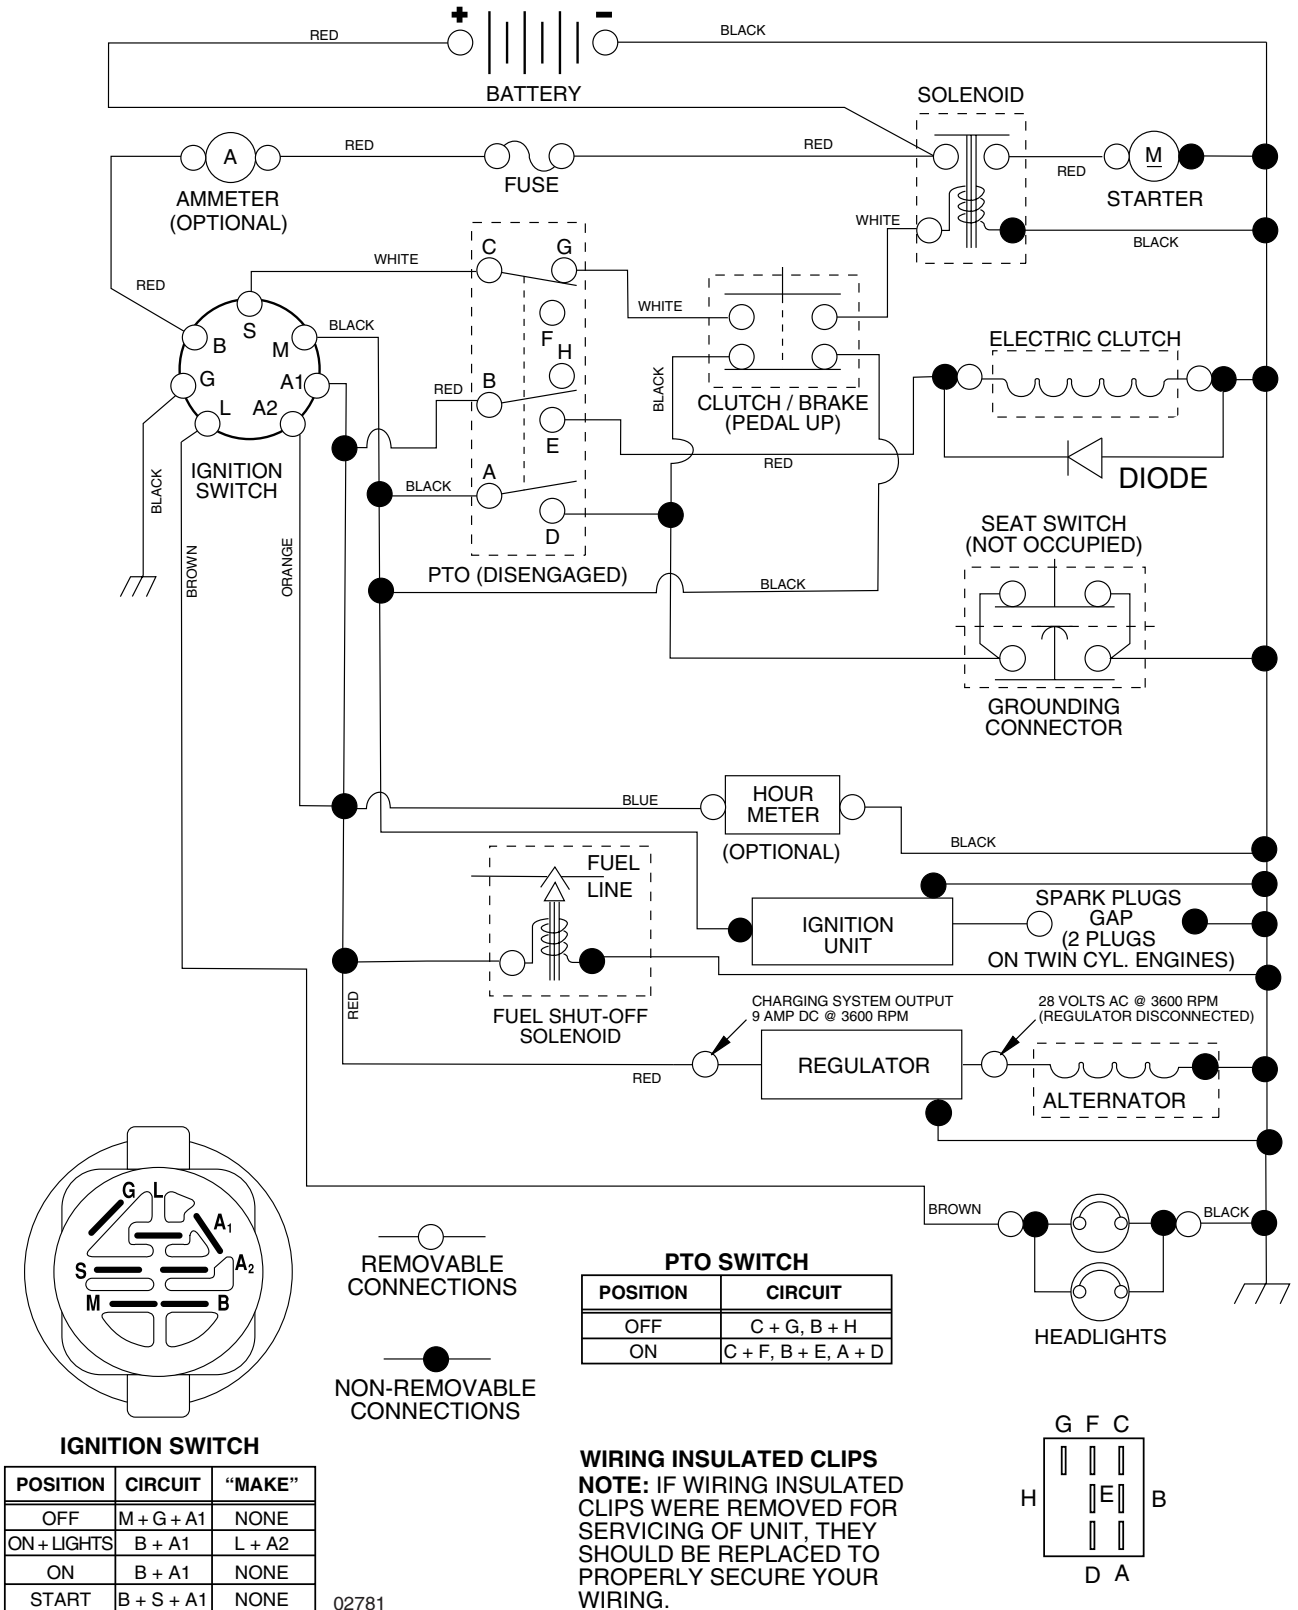 + −
RED
BLACK
BATTERY
SOLENOID
RED
RED
A
M
FUSE
RED
AMMETER
(OPTIONAL)
STARTER
WHITE
BLACK
C G
WHITE
RED
WHITE
S
F
BLACK
B
M
ELECTRIC CLUTCH
H
G
A1
B
RED
BLACK
L A2
CLUTCH / BRAKE
(PEDAL UP)
E
IGNITION
SWITCH
A
RED
DIODE
BLACK
BLACK
D
SEAT SWITCH
(NOT OCCUPIED)
BROWN
ORANGE
PTO (DISENGAGED)
BLACK
GROUNDING
CONNECTOR
BLUE
HOUR
METER
(OPTIONAL)
BLACK
FUEL
LINE
SPARK PLUGS
GAP
(2 PLUGS
ON TWIN CYL. ENGINES)
IGNITION
UNIT
RED
FUEL SHUT-OFF
SOLENOID
CHARGING SYSTEM OUTPUT
9 AMP DC @ 3600 RPM
28 VOLTS AC @ 3600 RPM
(REGULATOR DISCONNECTED)
REGULATOR
RED
ALTERNATOR
G L
A1
S A2
M B
BROWN
BLACK
REMOVABLE
CONNECTIONS
HEADLIGHTS
PTO SWITCH
POSITION CIRCUIT
OFF C + G, B + H
ON C + F, B + E, A + D
NON-REMOVABLE
CONNECTIONS
IGNITION SWITCH
POSITION CIRCUIT “MAKE”
OFF M + G + A1 NONE
ON + LIGHTS B + A1 L + A2
ON B + A1 NONE
START B + S + A1 NONE
02781
WIRING INSULATED CLIPS
NOTE: IF WIRING INSULATED
CLIPS WERE REMOVED FOR
SERVICING OF UNIT, THEY
SHOULD BE REPLACED TO
PROPERLY SECURE YOUR
WIRING.
G F C
H E B
D A